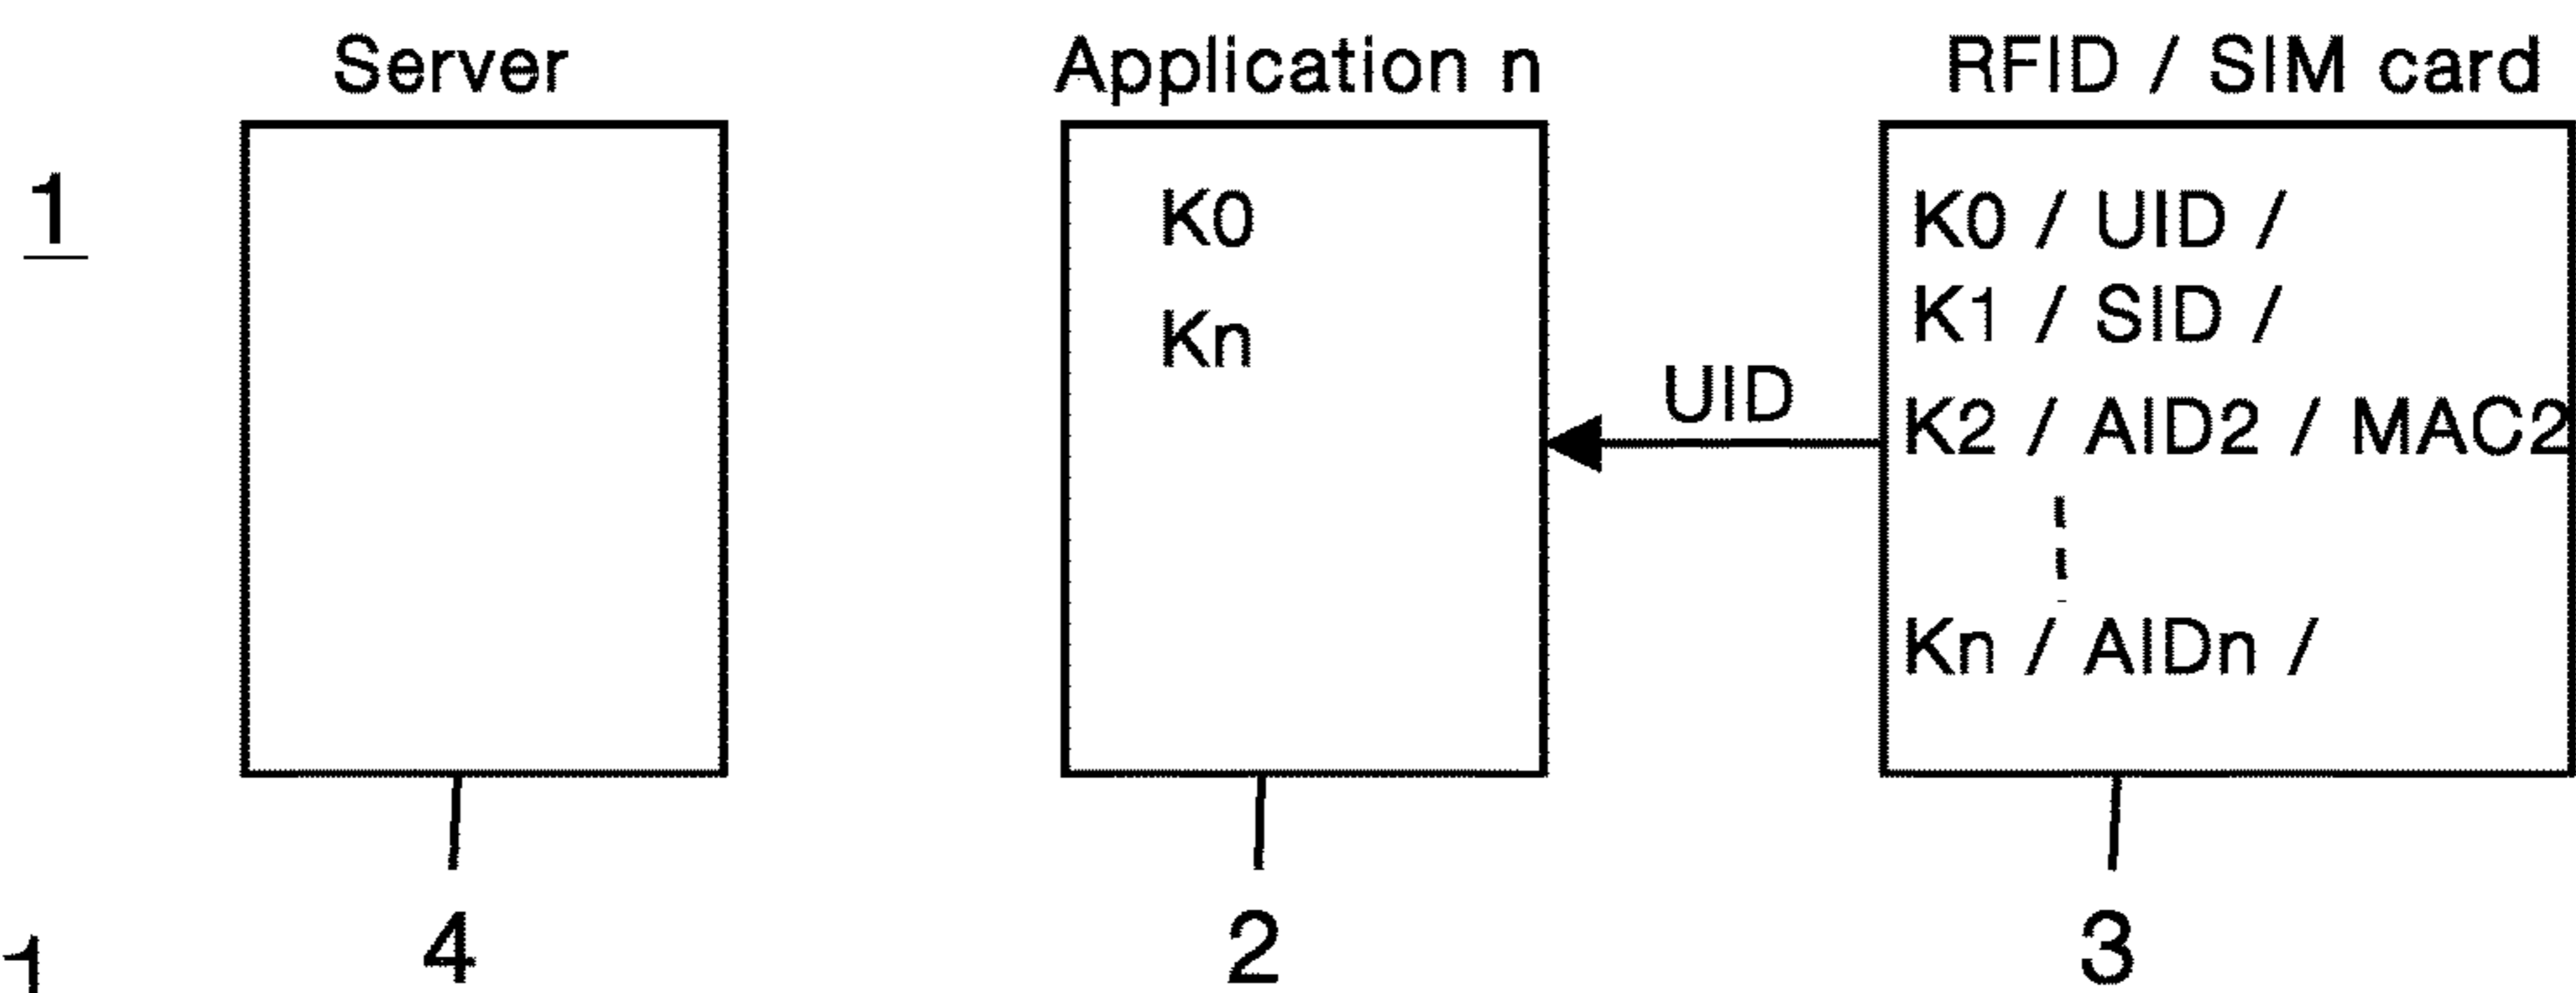 Server
Application n
RFID / SIM card
1
K0
Kn
UID
K0 / UID /
K1 / SID /
K2 / AID2 / MAC2
Kn / AIDn /
4
2
3
1